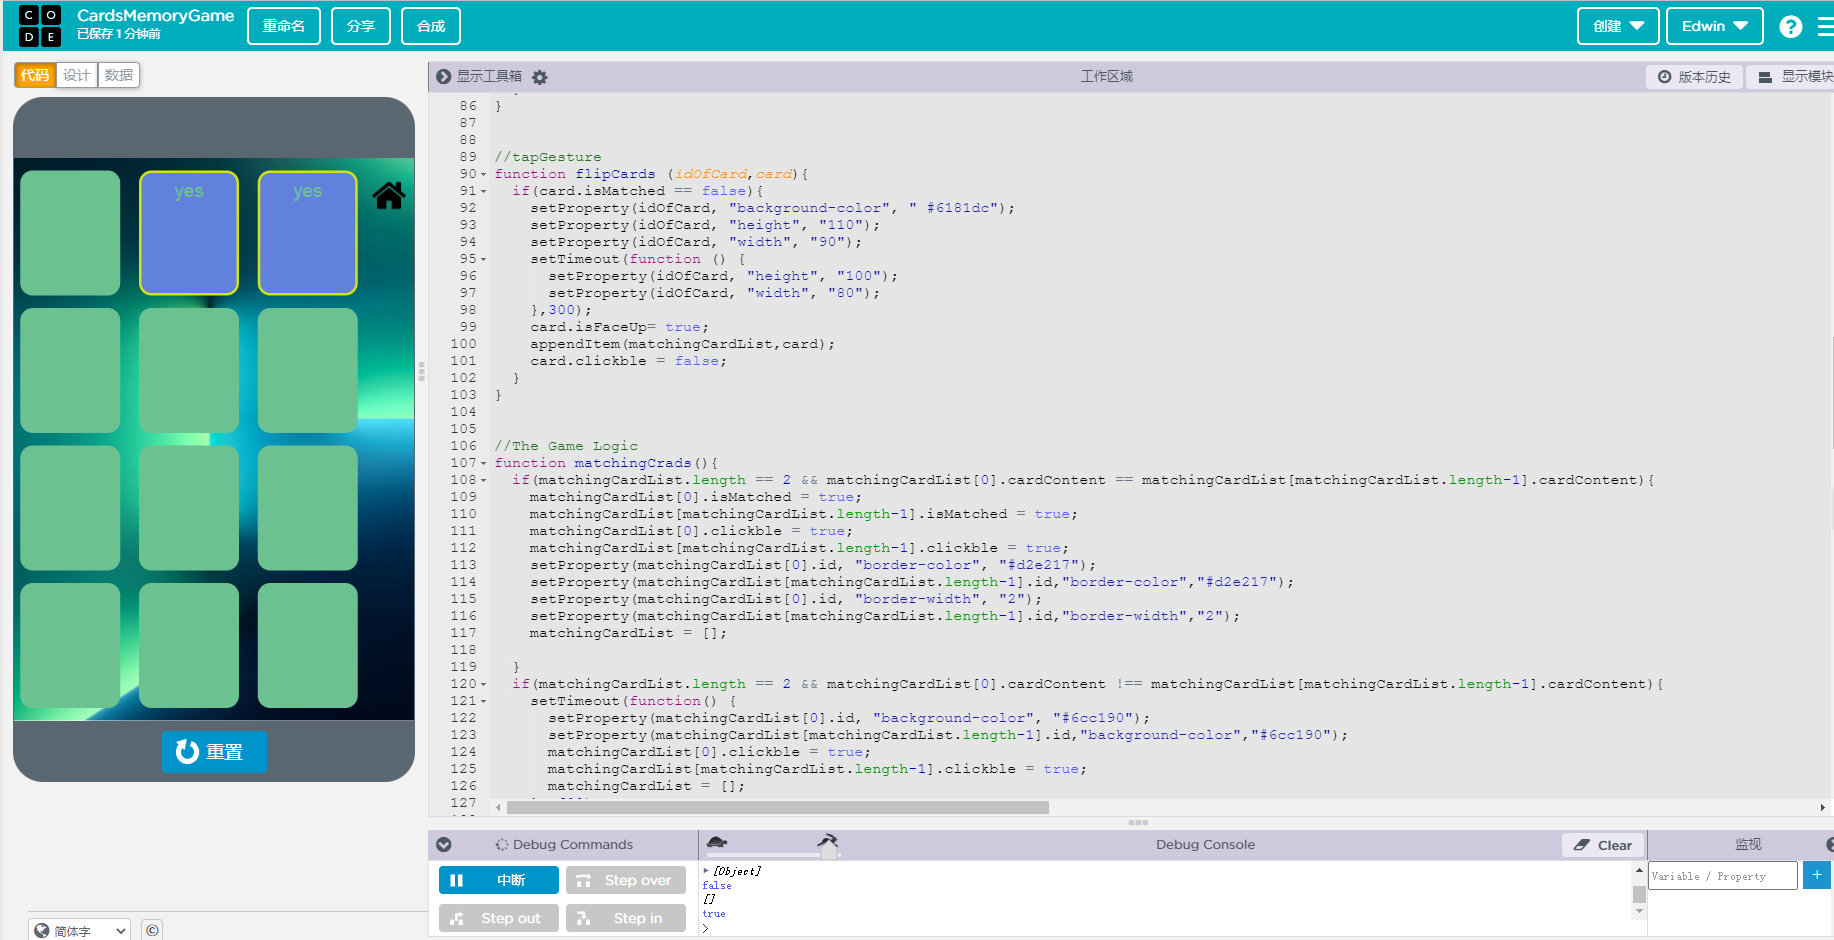 CODE
CardsMemoryGame
已保存 1 分钟前
重命名
分享
合成
创建
Edwin
?
代码
设计
数据
显示工具箱
工作区域
版本历史
显示模块
yes
yes
重置
86 }
87
88
89 //tapGesture
90 function flipCards (idOfCard,card){
91 if(card.isMatched == false){
92 setProperty(idOfCard, "background-color", " #6181dc");
93 setProperty(idOfCard, "height", "110");
94 setProperty(idOfCard, "width", "90");
95 setTimeout(function () {
96 setProperty(idOfCard, "height", "100");
97 setProperty(idOfCard, "width", "80");
98 },300);
99 card.isFaceUp= true;
100 appendItem(matchingCardList,card);
101 card.clickble = false;
102 }
103 }
104
105
106 //The Game Logic
107 function matchingCrads(){
108 if(matchingCardList.length == 2 && matchingCardList[0].cardContent == matchingCardList[matchingCardList.length-1].cardContent){
109 matchingCardList[0].isMatched = true;
110 matchingCardList[matchingCardList.length-1].isMatched = true;
111 matchingCardList[0].clickble = true;
112 matchingCardList[matchingCardList.length-1].clickble = true;
113 setProperty(matchingCardList[0].id, "border-color", "#d2e217");
114 setProperty(matchingCardList[matchingCardList.length-1].id,"border-color","#d2e217");
115 setProperty(matchingCardList[0].id, "border-width", "2");
116 setProperty(matchingCardList[matchingCardList.length-1].id,"border-width","2");
117 matchingCardList = [];
118
119 }
120 if(matchingCardList.length == 2 && matchingCardList[0].cardContent !== matchingCardList[matchingCardList.length-1].cardContent){
121 setTimeout(function() {
122 setProperty(matchingCardList[0].id, "background-color", "#6cc190");
123 setProperty(matchingCardList[matchingCardList.length-1].id,"background-color","#6cc190");
124 matchingCardList[0].clickble = true;
125 matchingCardList[matchingCardList.length-1].clickble = true;
126 matchingCardList = [];
127
Debug Commands
Debug Console
Clear
监视
中断
Step over
Step out
Step in
[Object]
false
[]
true
>
Variable / Property
+
简体字
©